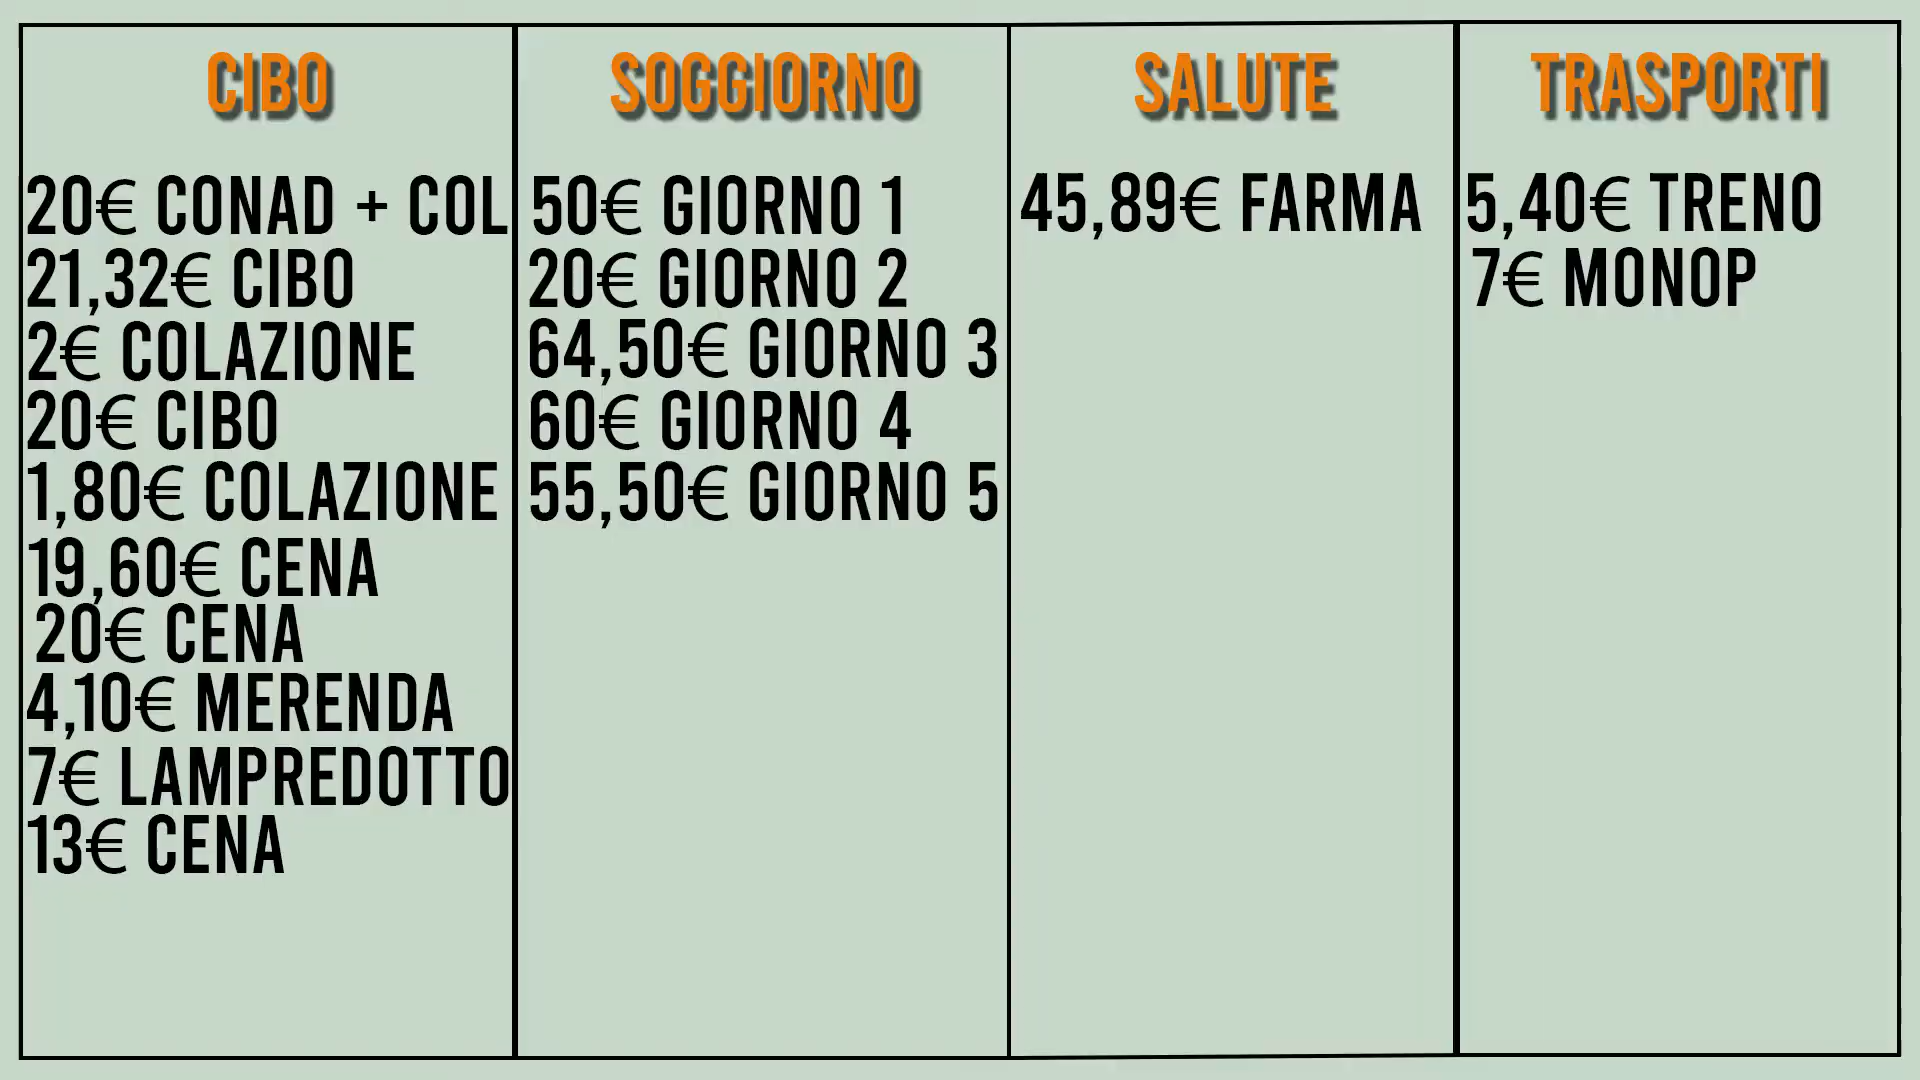 CIBO
20€ CONAD + COL
21,32€ CIBO
2€ COLAZIONE
20€ CIBO
1,80€ COLAZIONE
19,60€ CENA
20€ CENA
4,10€ MERENDA
7€ LAMPREDOTTO
13€ CENA
SOGGIORNO
50€ GIORNO 1
20€ GIORNO 2
64,50€ GIORNO 3
60€ GIORNO 4
55,50€ GIORNO 5
SALUTE
45,89€ FARMA
TRASPORTI
5,40€ TRENO
7€ MONOP